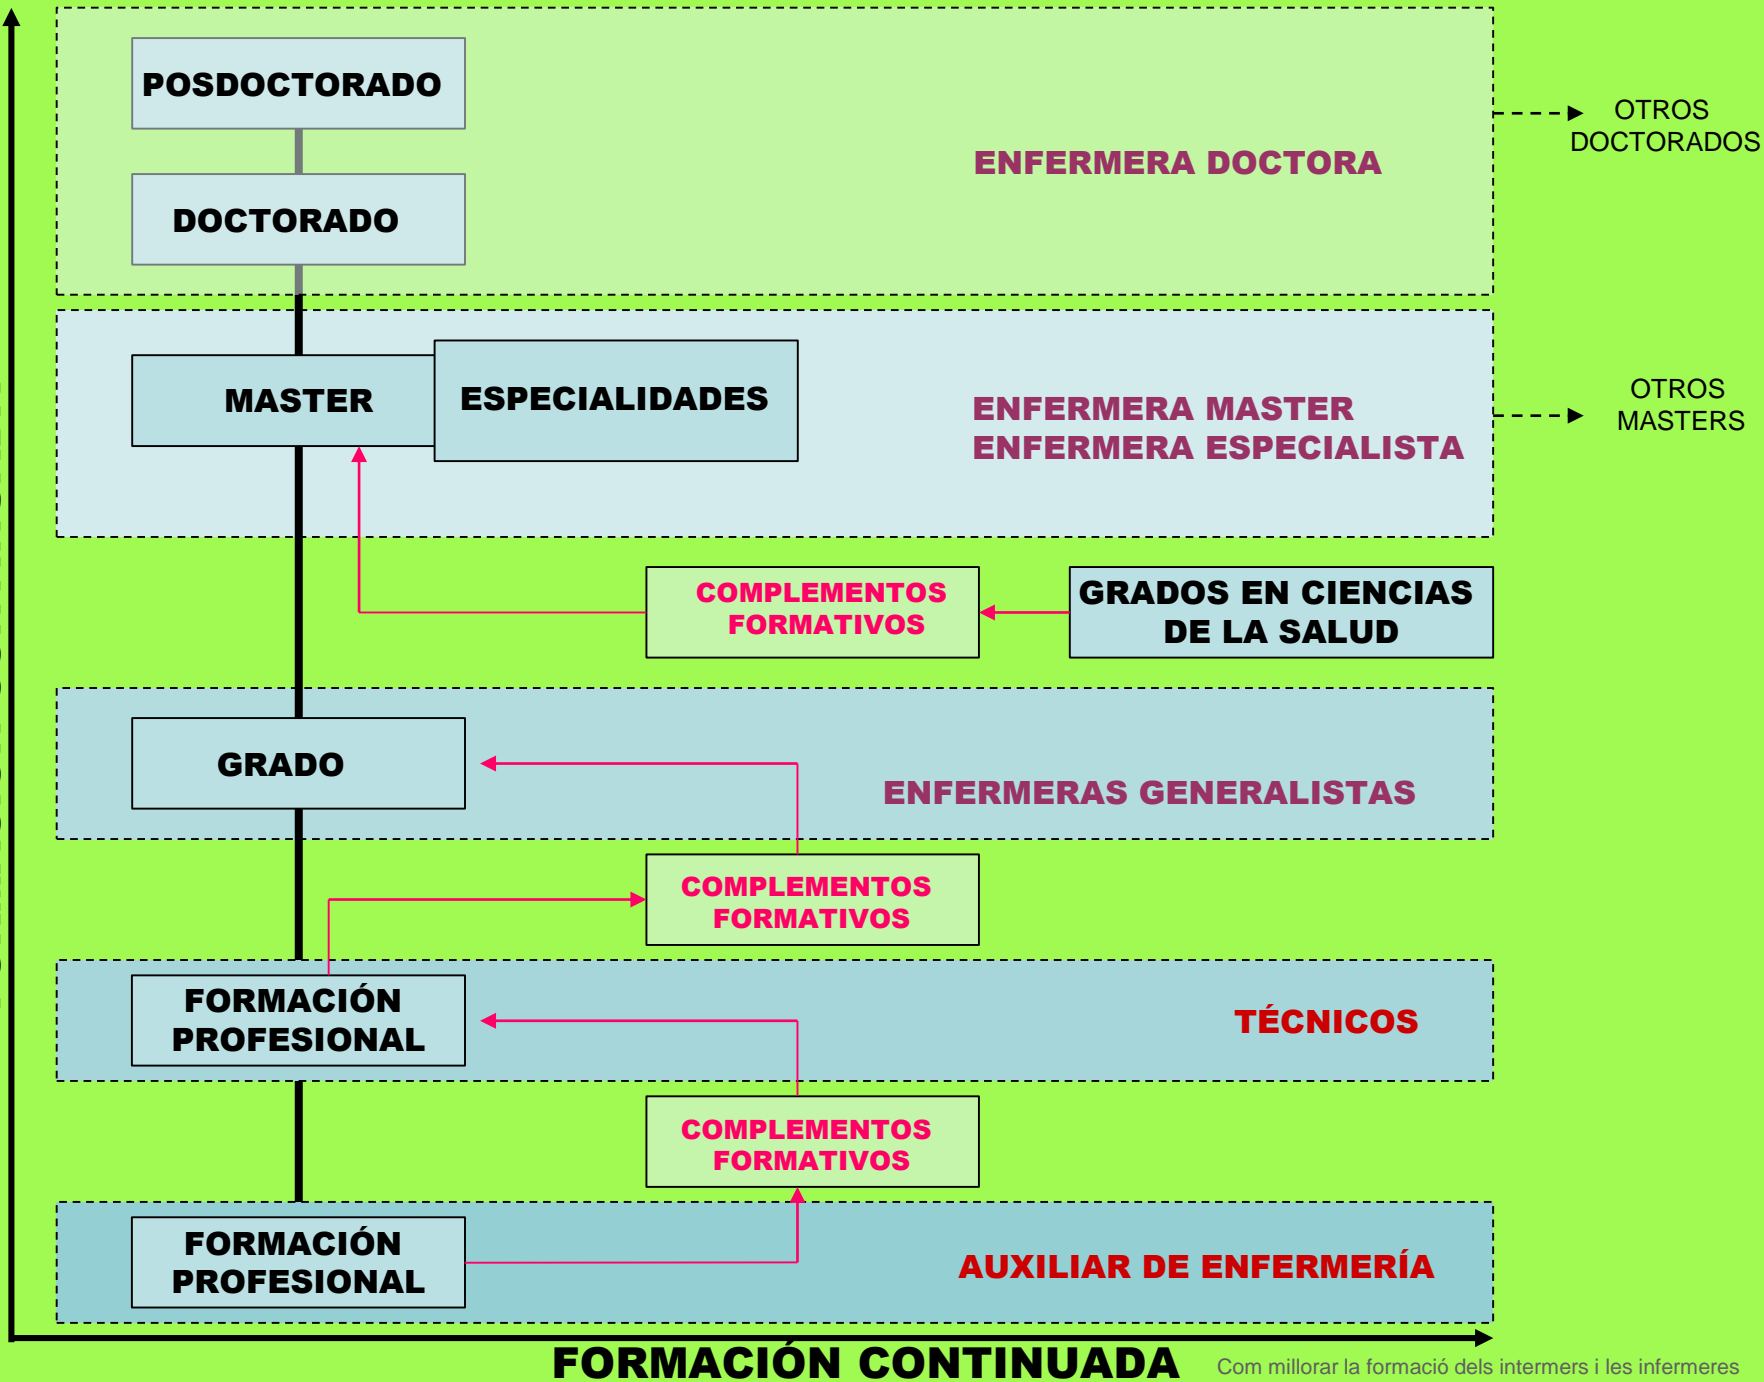 POSDOCTORADO
DOCTORADO
ENFERMERA DOCTORA
OTROS
DOCTORADOS
MASTER
ESPECIALIDADES
ENFERMERA MASTER
ENFERMERA ESPECIALISTA
OTROS
MASTERS
COMPLEMENTOS
FORMATIVOS
GRADOS EN CIENCIAS
DE LA SALUD
GRADO
ENFERMERAS GENERALISTAS
COMPLEMENTOS
FORMATIVOS
FORMACIÓN
PROFESIONAL
TÉCNICOS
COMPLEMENTOS
FORMATIVOS
FORMACIÓN
PROFESIONAL
AUXILIAR DE ENFERMERÍA
FORMACIÓN CONTINUADA
Com millorar la formació dels intermers i les infermeres